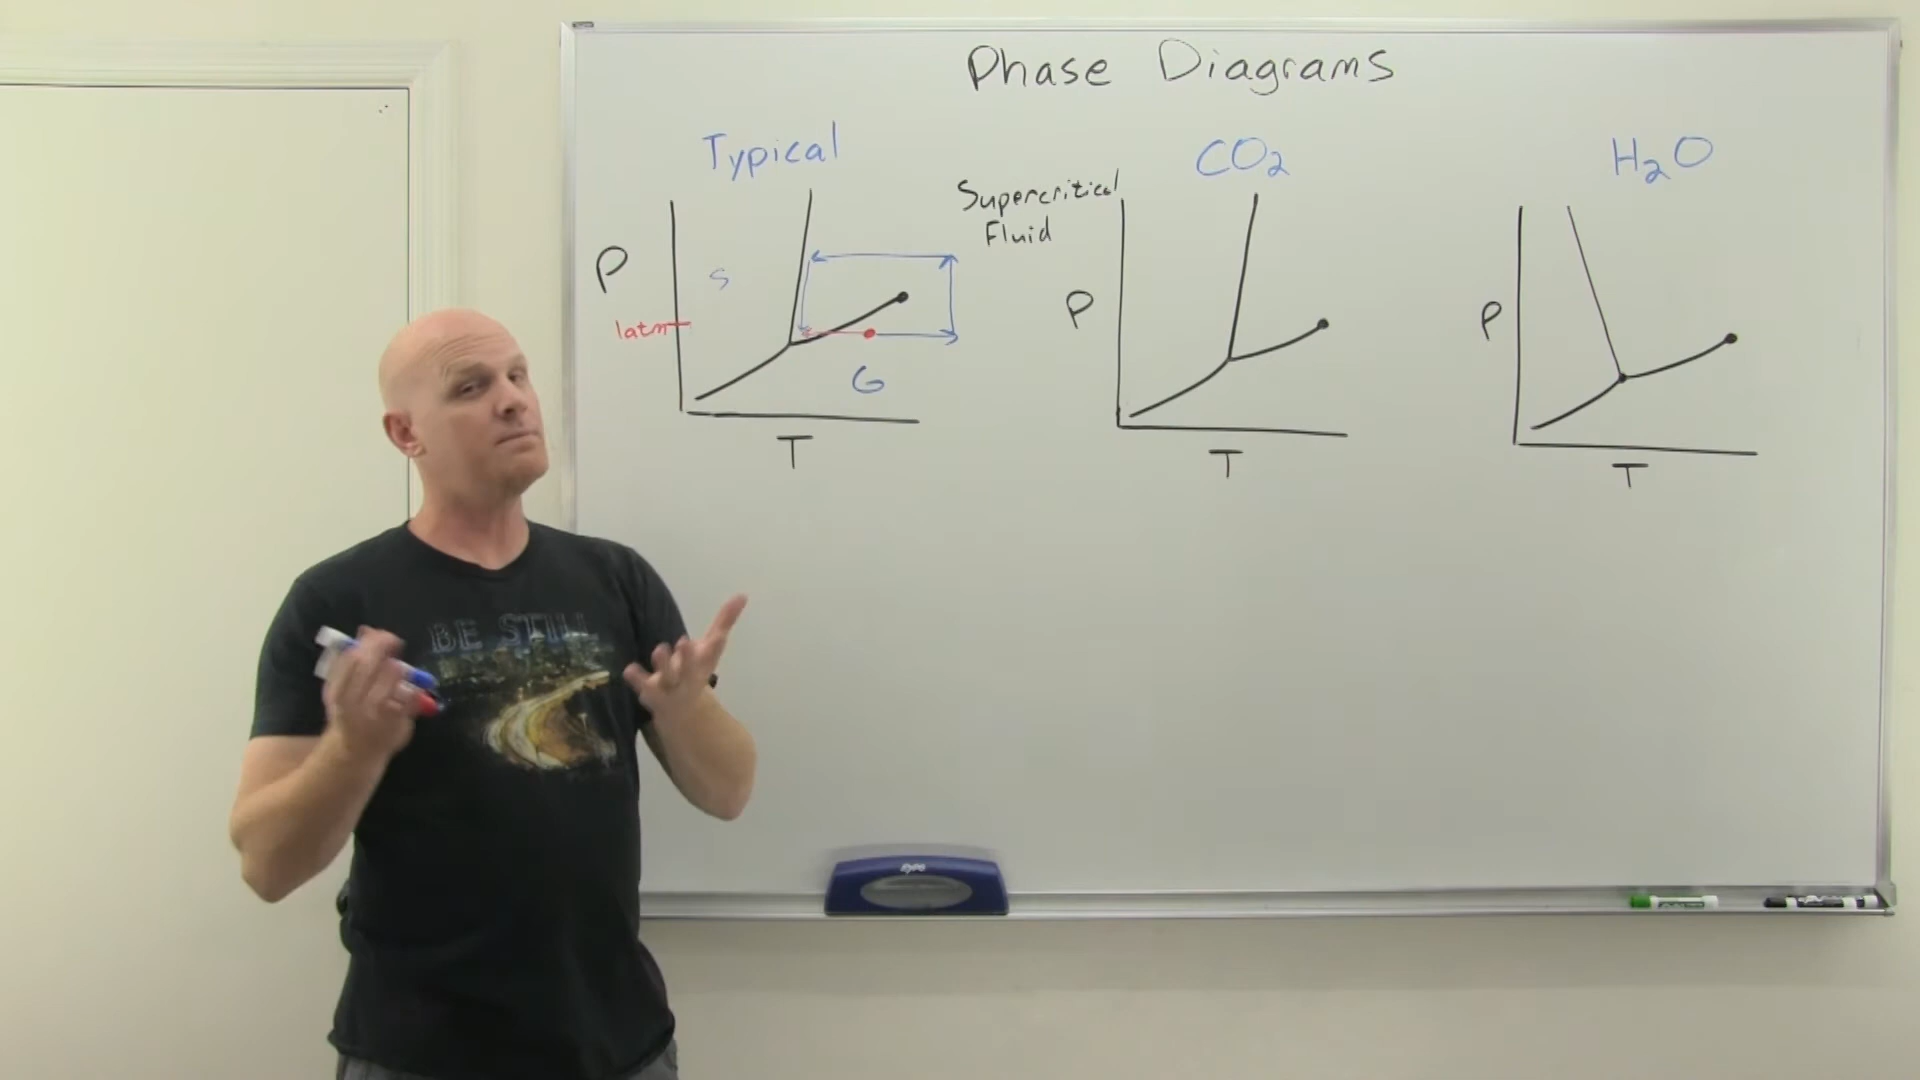 Phase Diagrams
Typical
CO2
H2O
Supercritical
Fluid
P
S
1atm
G
T
P
T
P
T
BE STILL